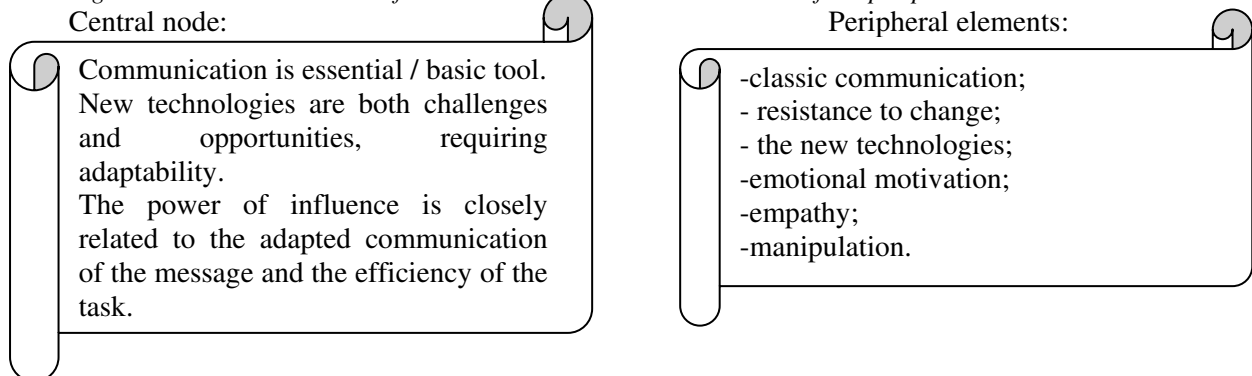 Central node:
Communication is essential / basic tool.
New technologies are both challenges
and opportunities, requiring
adaptability.
The power of influence is closely
related to the adapted communication
of the message and the efficiency of the
task.
Peripheral elements:
-classic communication;
- resistance to change;
- the new technologies;
-emotional motivation;
-empathy;
-manipulation.